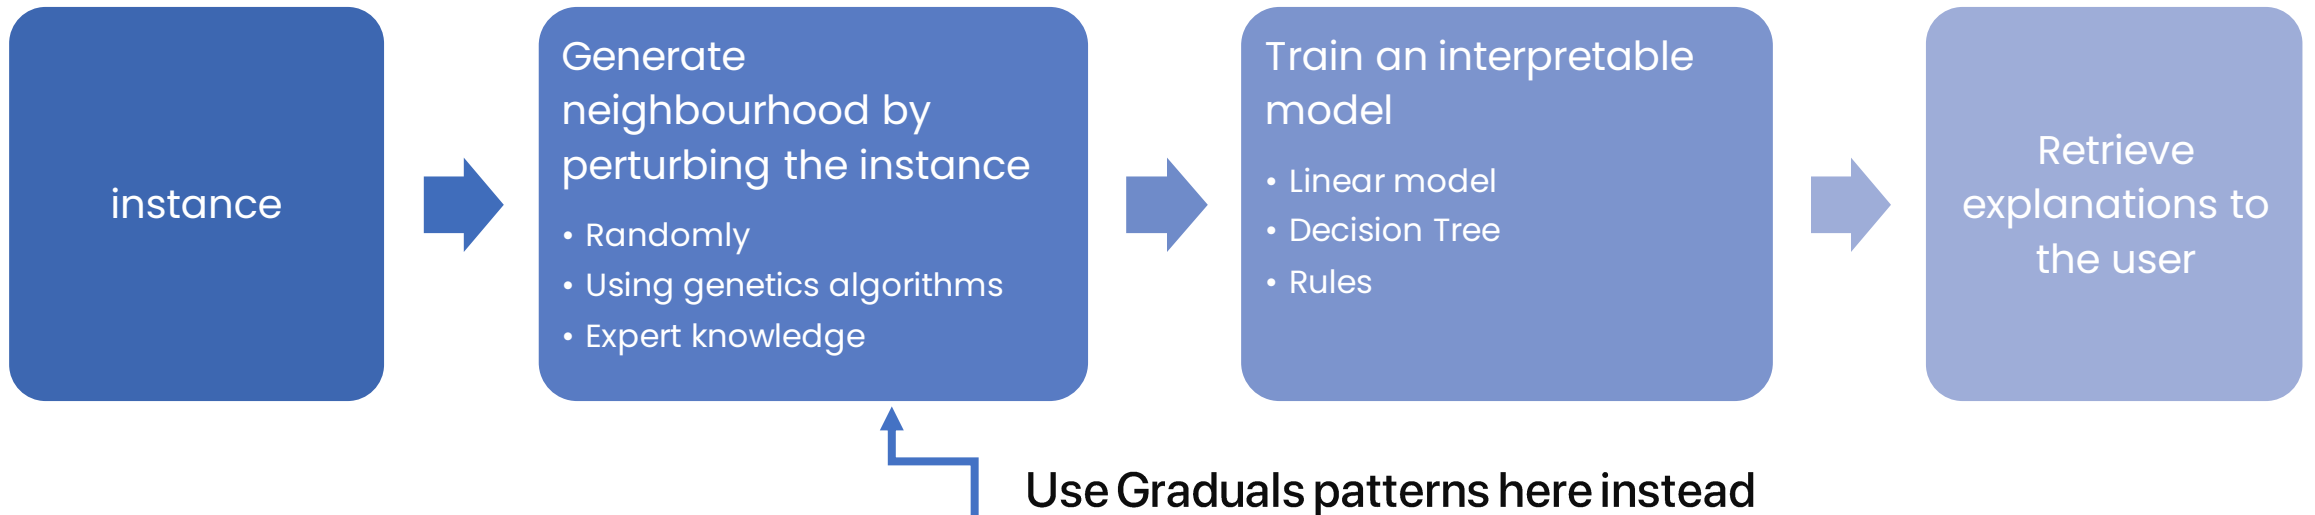 instance
Generate
neighbourhood by
perturbing the instance
• Randomly
• Using genetics algorithms
• Expert knowledge
Train an interpretable
model
• Linear model
• Decision Tree
• Rules
Retrieve
explanations to
the user
Use Graduals patterns here instead